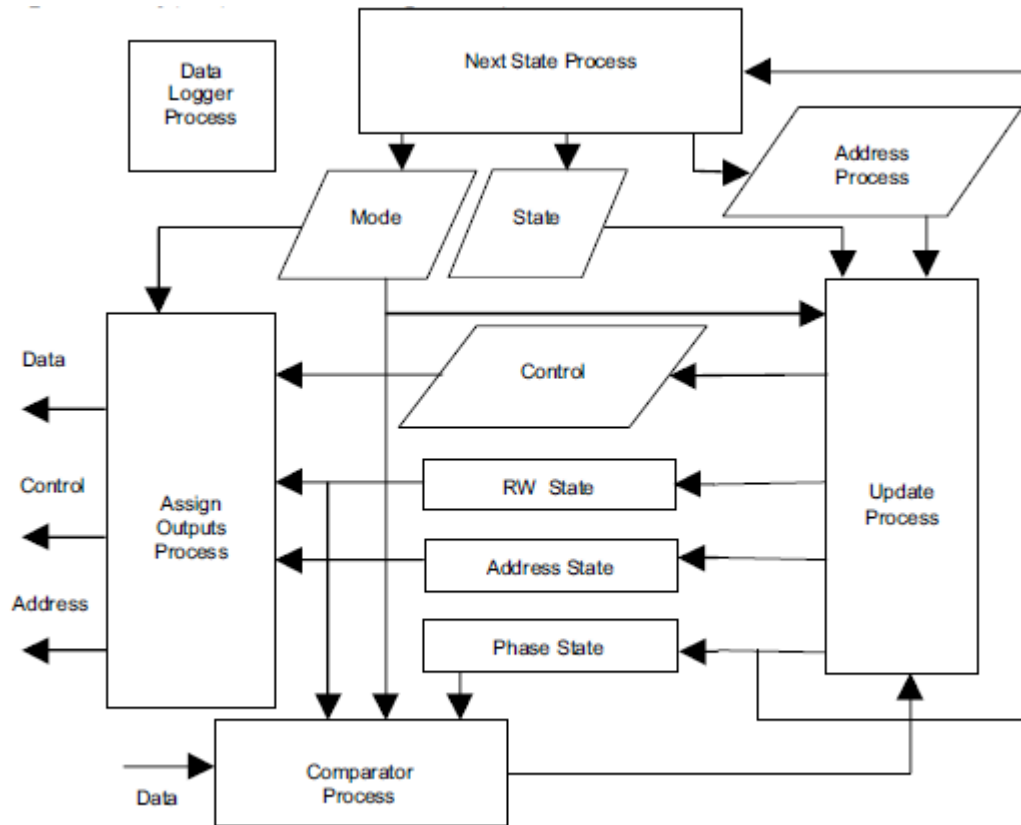 Next State Process
Data
Logger
Process
Address
Process
Mode
State
Data
Control
Control
RW State
Assign
Outputs
Process
Update
Process
Address State
Address
Phase State
Comparator
Process
Data